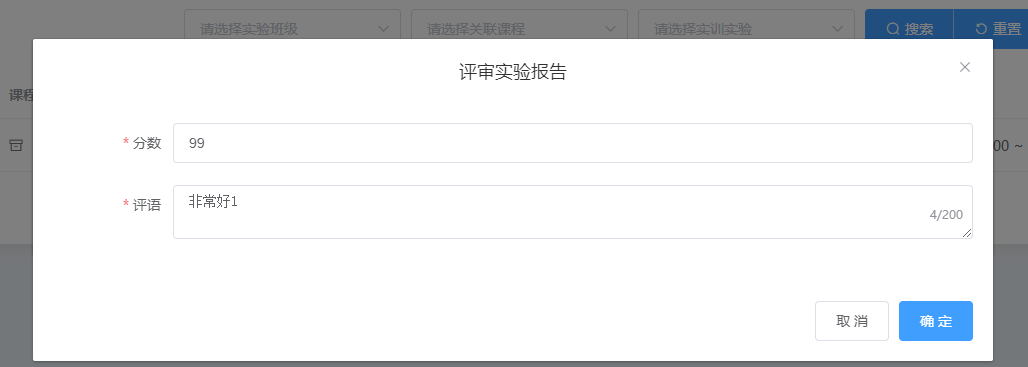 请选择实验班级 请选择关联课程 请选择实训实验 搜索 重置
评审实验报告
课程
* 分数 99
00 ~
* 评语 非常好1
4/200
取 消 确 定